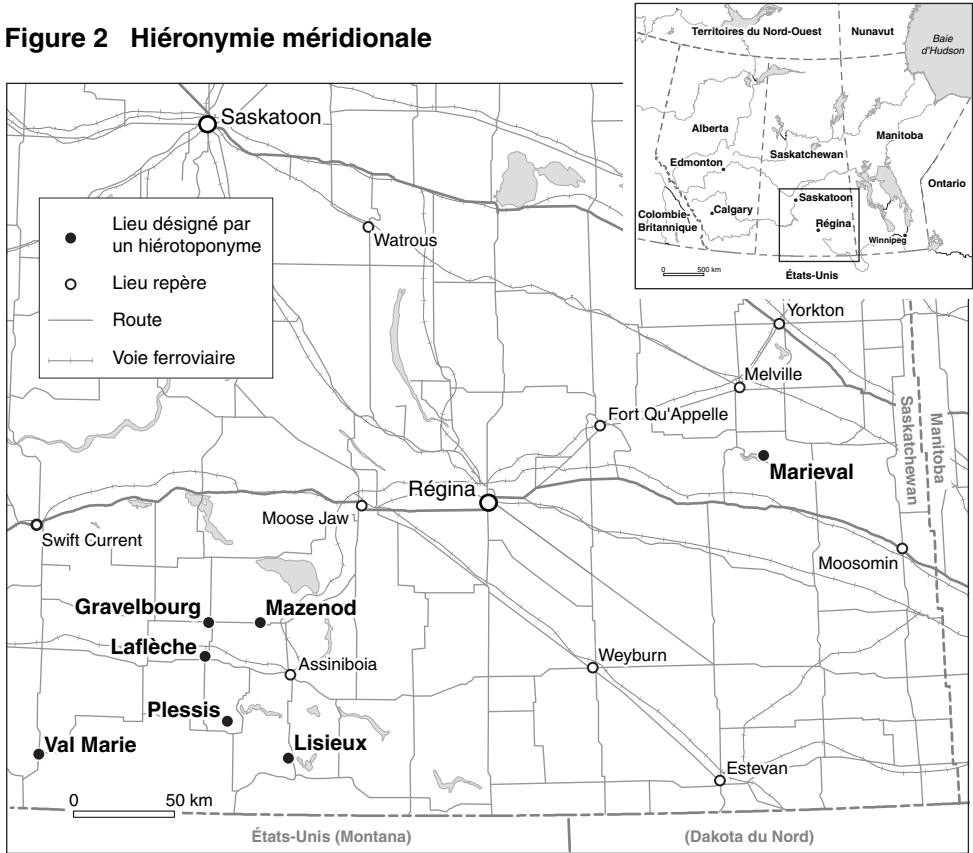 Figure 2 Hiéronymie méridionale
Territoires du Nord-Ouest
Nunavut
Baie
d'Hudson
Alberta
Manitoba
Saskatchewan
Edmonton
Ontario
Saskatoon
Calgary
Colombie-
Britannique
Régina
Winnipeg
0 500 km
États-Unis
Saskatoon
Lieu désigné par
un hiérotoponyme
Lieu repère
Route
Voie ferroviaire
Watrous
Yorkton
Melville
Fort Qu'Appelle
Saskatchewan
Manitoba
Marieval
Régina
Moose Jaw
Swift Current
Moosomin
Gravelbourg
Mazenod
Laflèche
Assiniboia
Weyburn
Plessis
Val Marie
Lisieux
Estevan
0 50 km
États-Unis (Montana)
(Dakota du Nord)